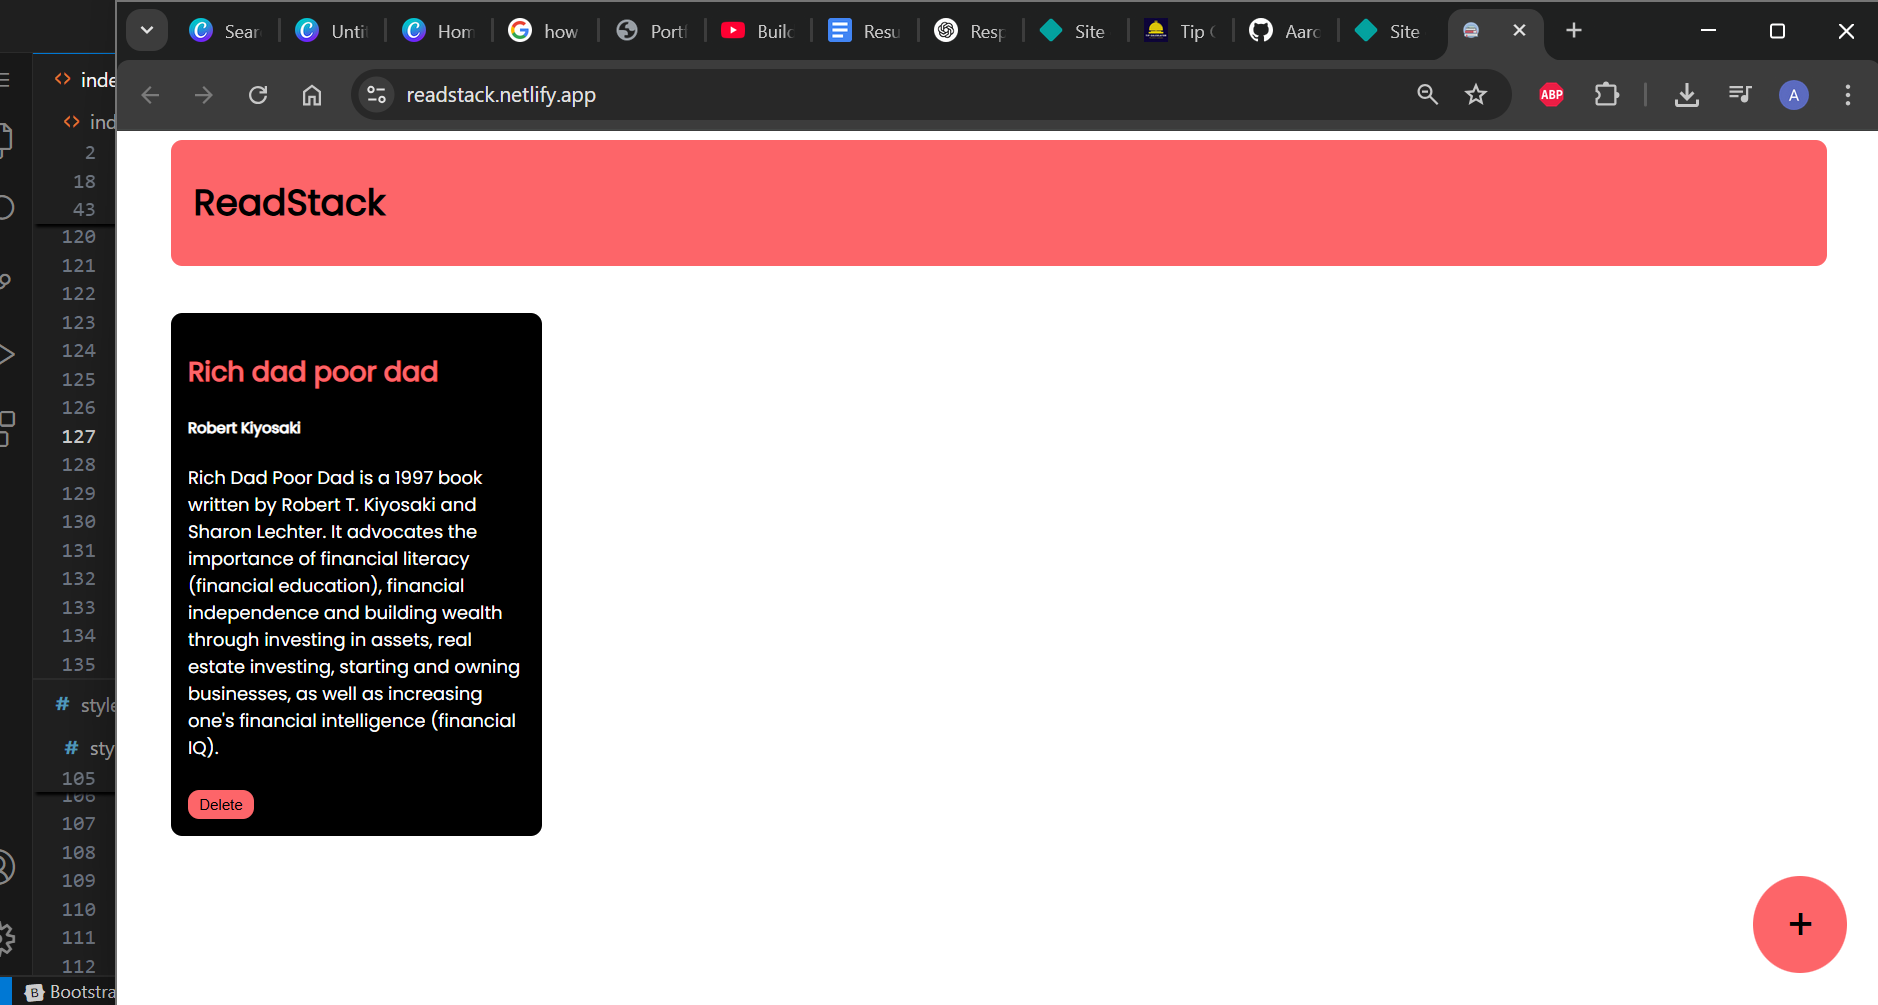 Sear
Unti
Hom
how
Portf
Build
Resu
Resp
Site
Tip
Aaro
Site
readstack.netlify.app
ABP
A
inde
ind
2
18
43
120
121
122
123
124
125
126
127
128
129
130
131
132
133
134
135
# style
# sty
105
106
107
108
109
110
111
112
B Bootstra
ReadStack
Rich dad poor dad
Robert Kiyosaki
Rich Dad Poor Dad is a 1997 book
written by Robert T. Kiyosaki and
Sharon Lechter. It advocates the
importance of financial literacy
(financial education), financial
independence and building wealth
through investing in assets, real
estate investing, starting and owning
businesses, as well as increasing
one's financial intelligence (financial
IQ).
Delete
+